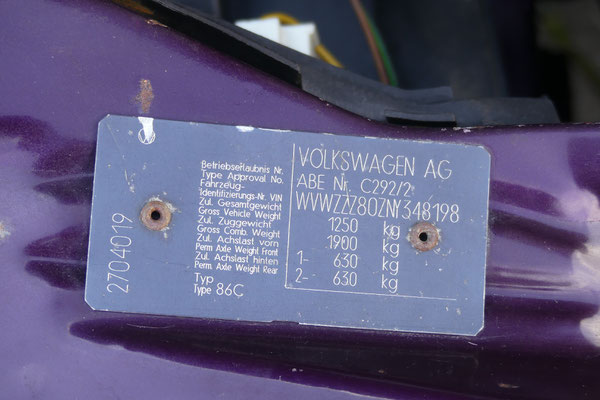 VOLKSWAGEN AG
Betriebserlaubnis Nr.
Type Approval No. ABE Nr. C292/2
Fahrzeug-
Identifizierungs-Nr. VIN WVWZZZ80ZNY348198
Zul. Gesamtgewicht
Gross Vehicle Weight 1250 kg
Zul. Zuggewicht
Gross Comb. Weight 1900 kg
Zul. Achslast vorn
Perm. Axle Weight Front 1- 630 kg
Zul. Achslast hinten
Perm. Axle Weight Rear 2- 630 kg
Typ
Type 86C
2704019